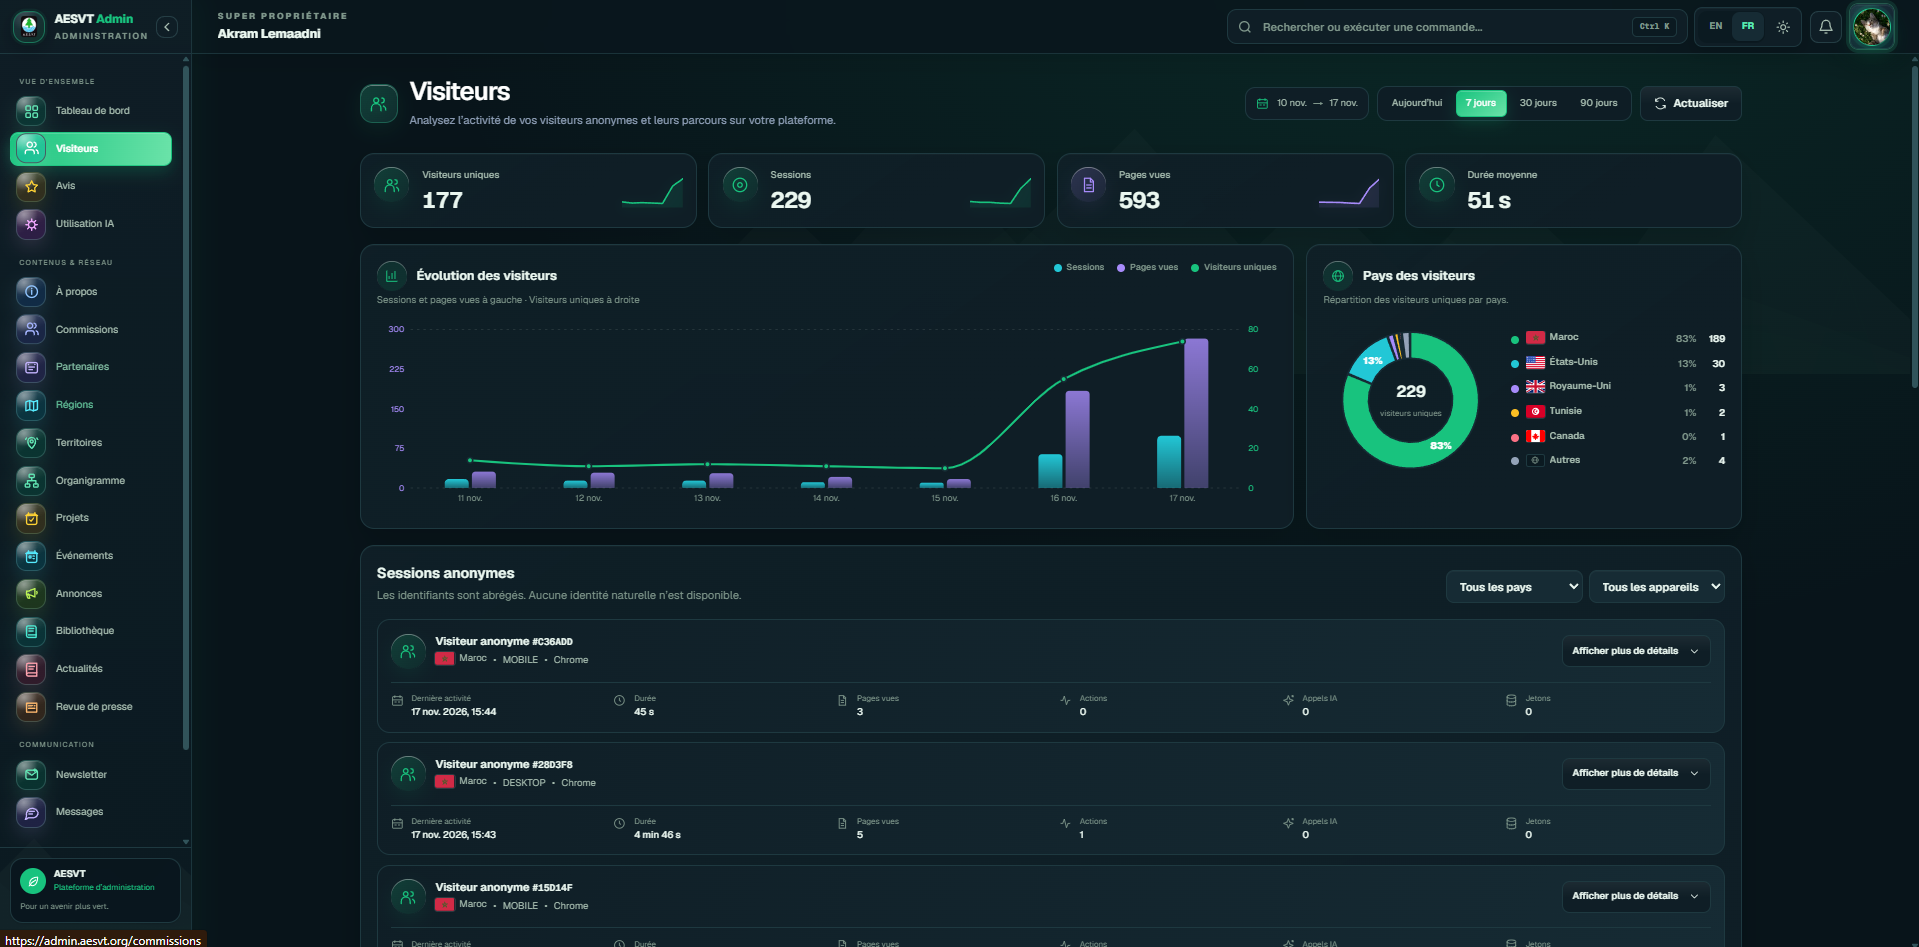 AESVT Admin
ADMINISTRATION
SUPER PROPRIÉTAIRE
Akram Lemaadni
Rechercher ou exécuter une commande...
Ctrl K
EN
FR
VUE D'ENSEMBLE
Tableau de bord
Visiteurs
Avis
Utilisation IA
CONTENUS & RÉSEAU
À propos
Commissions
Partenaires
Régions
Territoires
Organigramme
Projets
Événements
Annonces
Bibliothèque
Actualités
Revue de presse
COMMUNICATION
Newsletter
Messages
AESVT
Plateforme d'administration
Pour un avenir plus vert.
https://admin.aesvt.org/commissions
Visiteurs
Analysez l'activité de vos visiteurs anonymes et leurs parcours sur votre plateforme.
10 nov. → 17 nov.
Aujourd'hui
7 jours
30 jours
90 jours
Actualiser
Visiteurs uniques
177
Sessions
229
Pages vues
593
Durée moyenne
51 s
Évolution des visiteurs
Sessions et pages vues à gauche · Visiteurs uniques à droite
Sessions
Pages vues
Visiteurs uniques
300
225
150
75
0
80
60
40
20
0
11 nov.
12 nov.
13 nov.
14 nov.
15 nov.
16 nov.
17 nov.
Pays des visiteurs
Répartition des visiteurs uniques par pays.
13%
83%
229
visiteurs uniques
Maroc 83% 189
États-Unis 13% 30
Royaume-Uni 1% 3
Tunisie 1% 2
Canada 0% 1
Autres 2% 4
Sessions anonymes
Les identifiants sont abrégés. Aucune identité naturelle n'est disponible.
Tous les pays
Tous les appareils
Visiteur anonyme #C36ADD
Maroc • MOBILE • Chrome
Afficher plus de détails
Dernière activité
17 nov. 2026, 15:44
Durée
45 s
Pages vues
3
Actions
0
Appels IA
0
Jetons
0
Visiteur anonyme #28D3F8
Maroc • DESKTOP • Chrome
Afficher plus de détails
Dernière activité
17 nov. 2026, 15:43
Durée
4 min 46 s
Pages vues
5
Actions
1
Appels IA
0
Jetons
0
Visiteur anonyme #15D14F
Maroc • MOBILE • Chrome
Afficher plus de détails
Dernière activité
Durée
Pages vues
Actions
Appels IA
Jetons